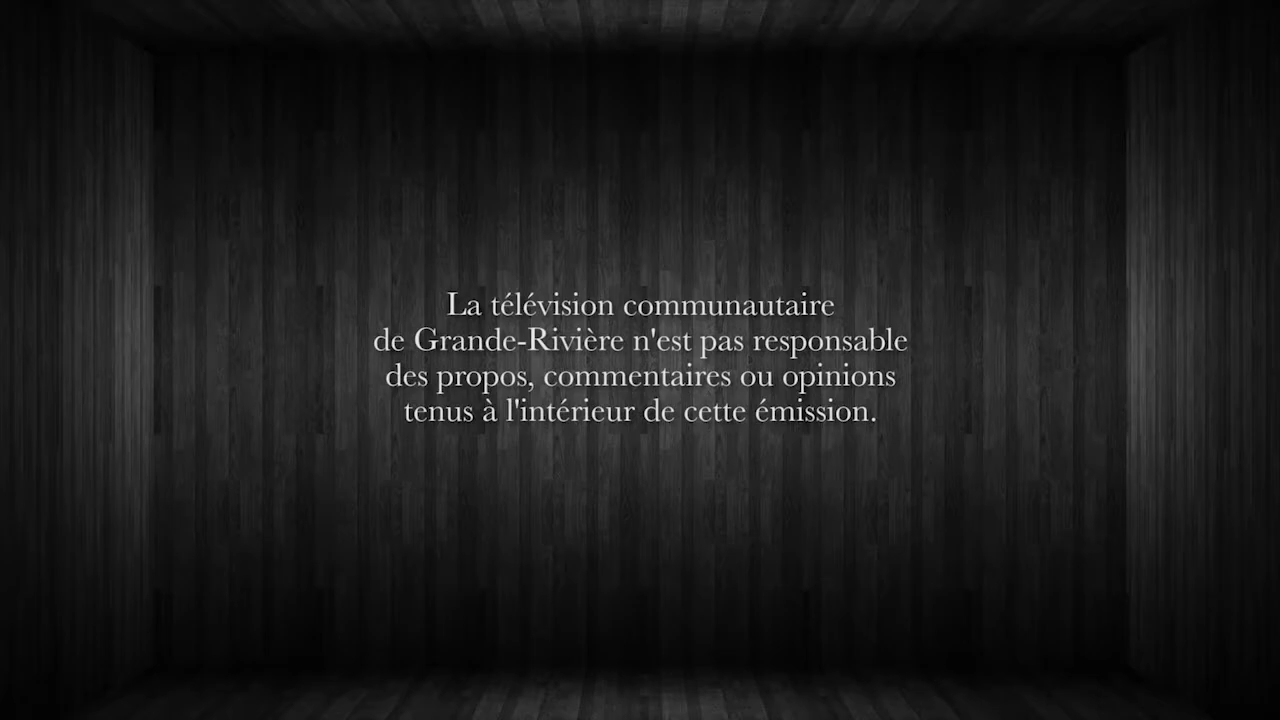 La télévision communautaire
de Grande-Rivière n'est pas responsable
des propos, commentaires ou opinions
tenus à l'intérieur de cette émission.